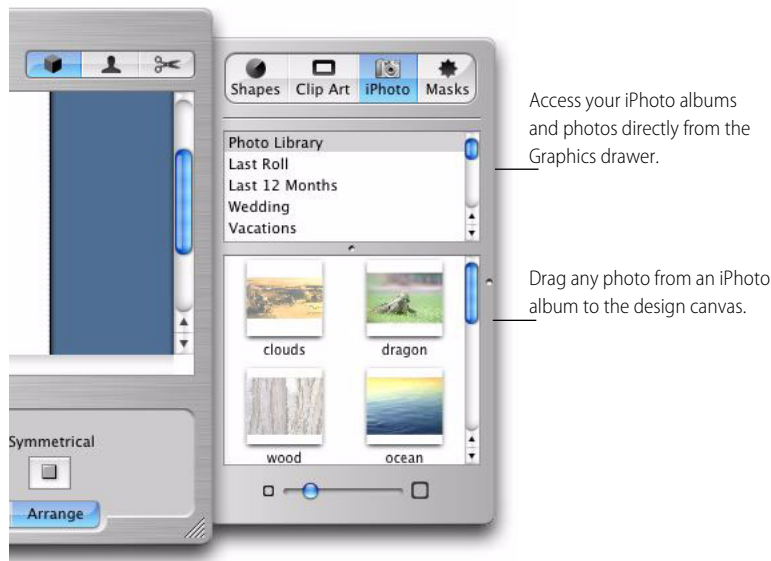 Shapes Clip Art iPhoto Masks
Photo Library
Last Roll
Last 12 Months
Wedding
Vacations
clouds dragon
wood ocean
Symmetrical
Arrange
Access your iPhoto albums
and photos directly from the
Graphics drawer.
Drag any photo from an iPhoto
album to the design canvas.